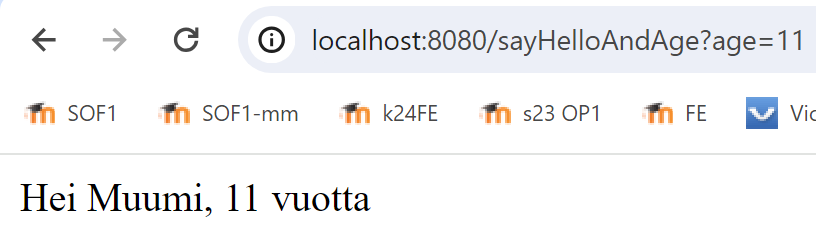 localhost:8080/sayHelloAndAge?age=11
SOF1 SOF1-mm k24FE s23 OP1 FE
Hei Muumi, 11 vuotta